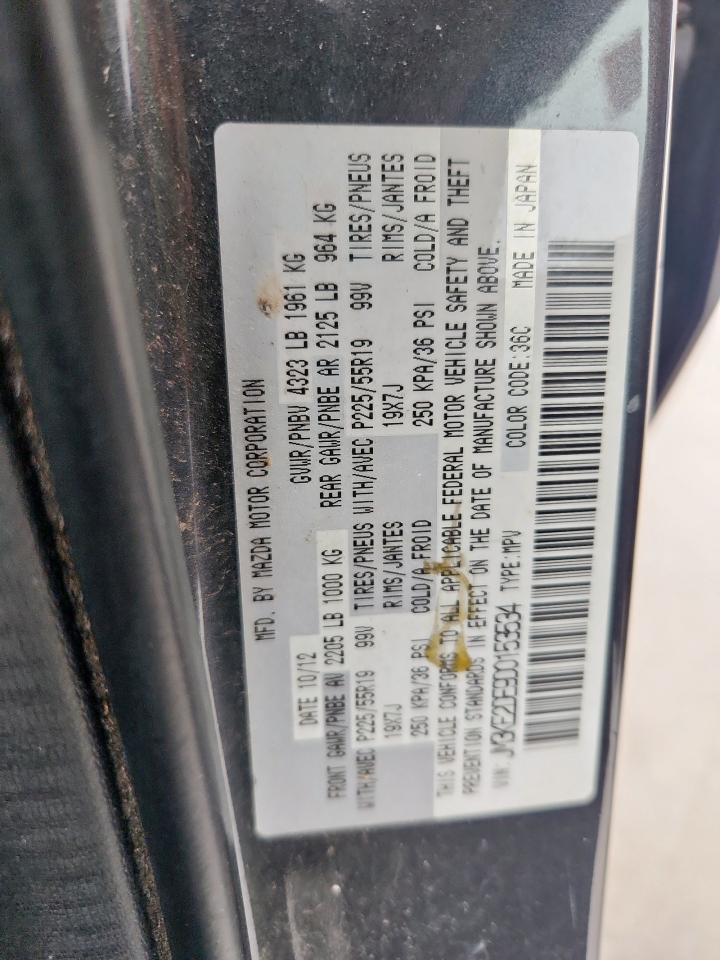 MFD. BY MAZDA MOTOR CORPORATION
DATE 10/12 GVWR/PNBV 4323 LB 1961 KG
FRONT GAWR/PNBE AV 2205 LB 1000 KG REAR GAWR/PNBE AR 2125 LB 964 KG
WITH/AVEC P225/55R19 99V TIRES/PNEUS WITH/AVEC P225/55R19 99V TIRES/PNEUS
19X7J RIMS/JANTES 19X7J RIMS/JANTES
250 KPA/36 PSI COLD/A FROID 250 KPA/36 PSI COLD/A FROID
THIS VEHICLE CONFORMS TO ALL APPLICABLE FEDERAL MOTOR VEHICLE SAFETY AND THEFT
PREVENTION STANDARDS IN EFFECT ON THE DATE OF MANUFACTURE SHOWN ABOVE.
VIN: JM3KE2DE9D0153534 TYPE:MPV COLOR CODE:36C MADE IN JAPAN